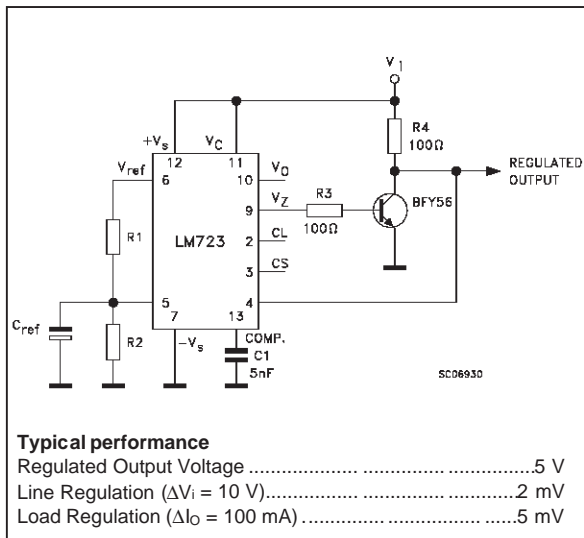 V1
+Vs
VC
R4
100Ω
12
11
Vref
6
10
VO
REGULATED
OUTPUT
R3
VZ
9
BFY56
R1
LM723
100Ω
2
CL
3
CS
5
4
7
13
Cref
R2
-Vs
COMP.
C1
5nF
SC06930
Typical performance
Regulated Output Voltage .................... ..................... ..................5 V
Line Regulation (ΔVi = 10 V)................. ..................... .................2 mV
Load Regulation (ΔIO = 100 mA) .................................. ......5 mV